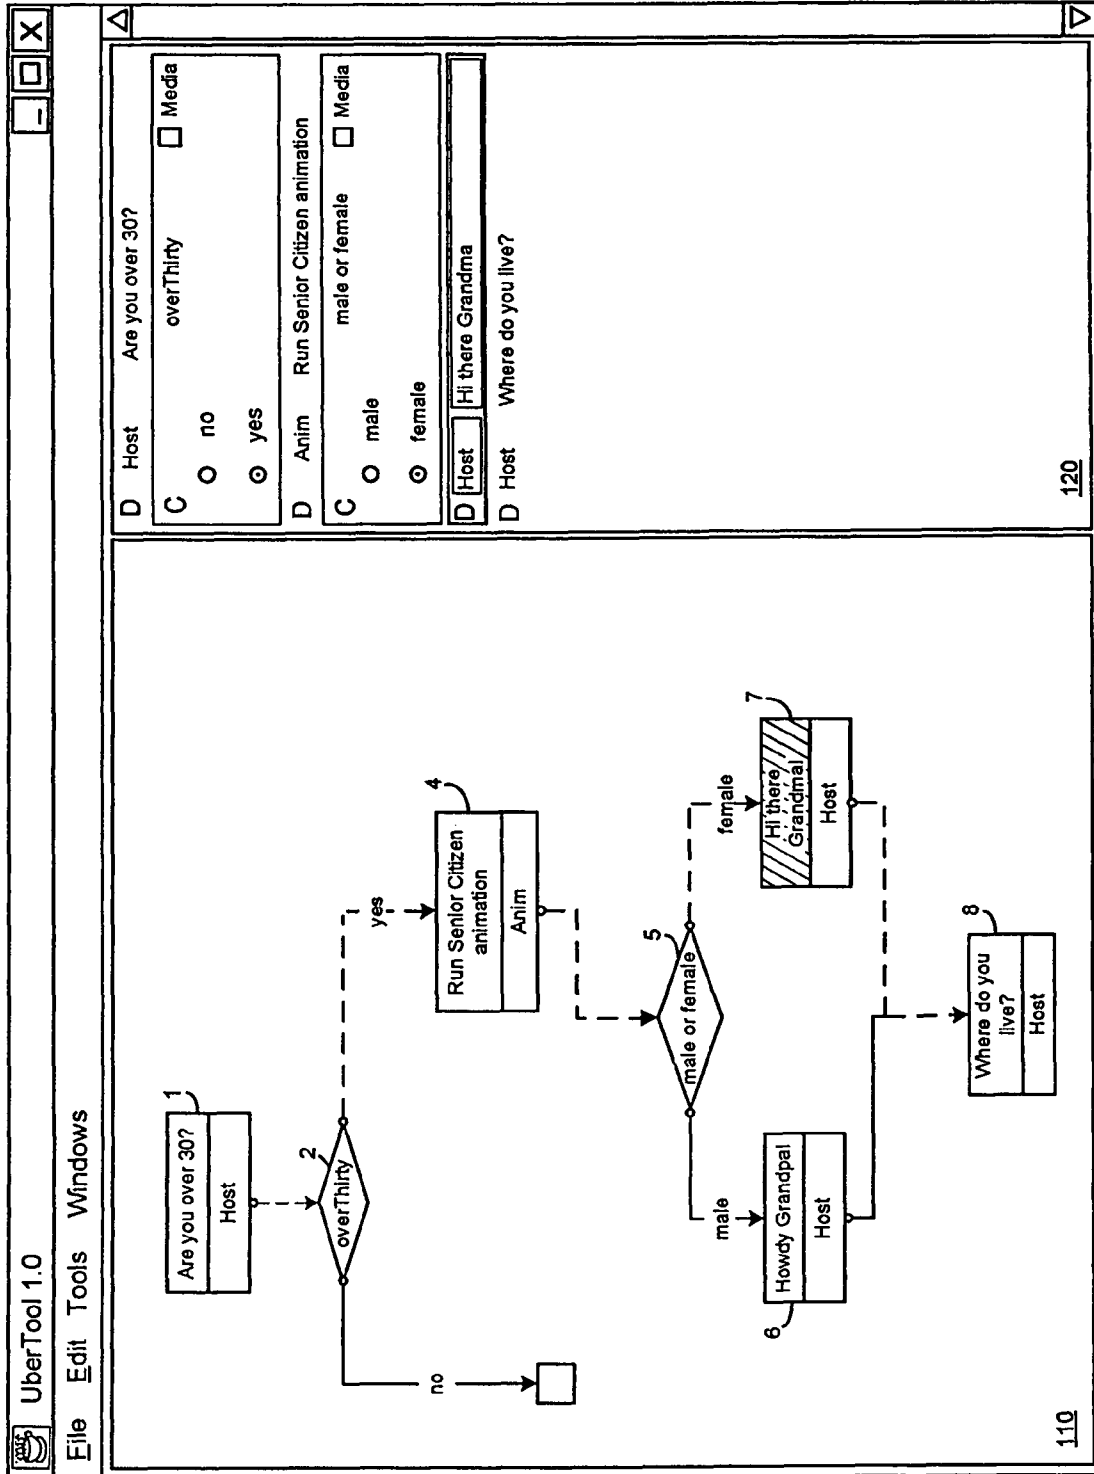 UberTool 1.0
_ X
File Edit Tools Windows
1
Are you over 30?
Host
2
overThirty
no
yes
4
Run Senior Citizen
animation
Anim
5
male or female
male
female
6
Howdy Grandpa!
Host
7
Hi there
Grandma!
Host
8
Where do you
live?
Host
110
D Host Are you over 30?
C overThirty Media
no
yes
D Anim Run Senior Citizen animation
C male or female Media
male
female
D Host Hi there Grandma
D Host Where do you live?
120